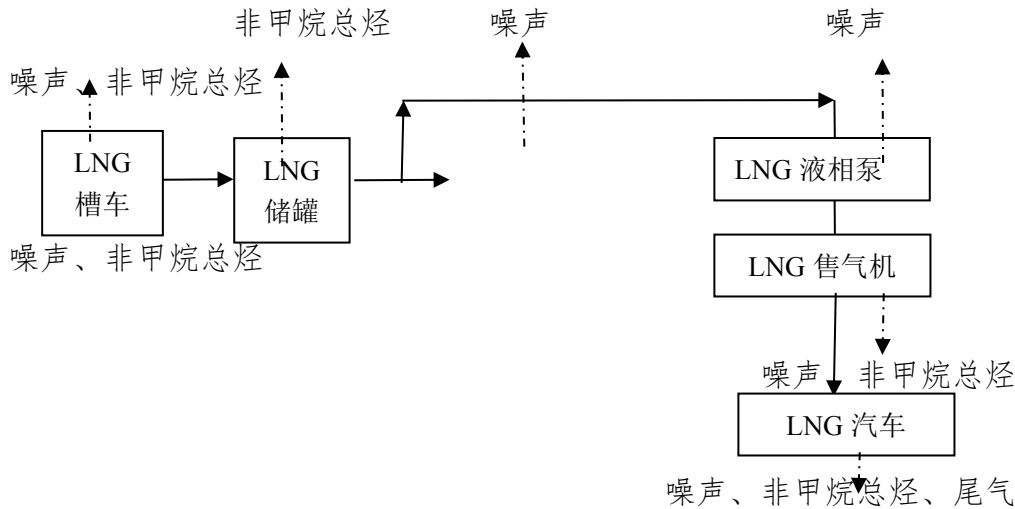 非甲烷总烃
噪声
噪声
噪声、非甲烷总烃
LNG
槽车
LNG
储罐
LNG 液相泵
噪声、非甲烷总烃
LNG 售气机
噪声、非甲烷总烃
LNG 汽车
噪声、非甲烷总烃、尾气